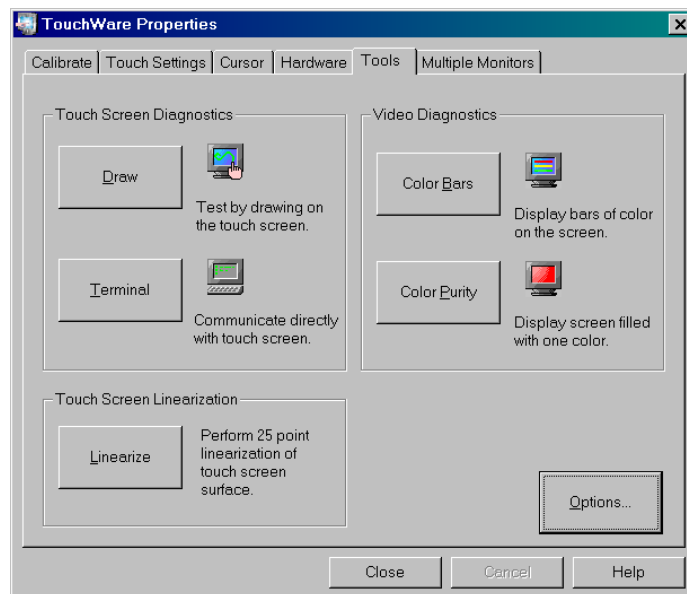 TouchWare Properties
Calibrate Touch Settings Cursor Hardware Tools Multiple Monitors
Touch Screen Diagnostics
Draw
Test by drawing on
the touch screen.
Terminal
Communicate directly
with touch screen.
Video Diagnostics
Color Bars
Display bars of color
on the screen.
Color Purity
Display screen filled
with one color.
Touch Screen Linearization
Linearize
Perform 25 point
linearization of
touch screen
surface.
Options...
Close Cancel Help